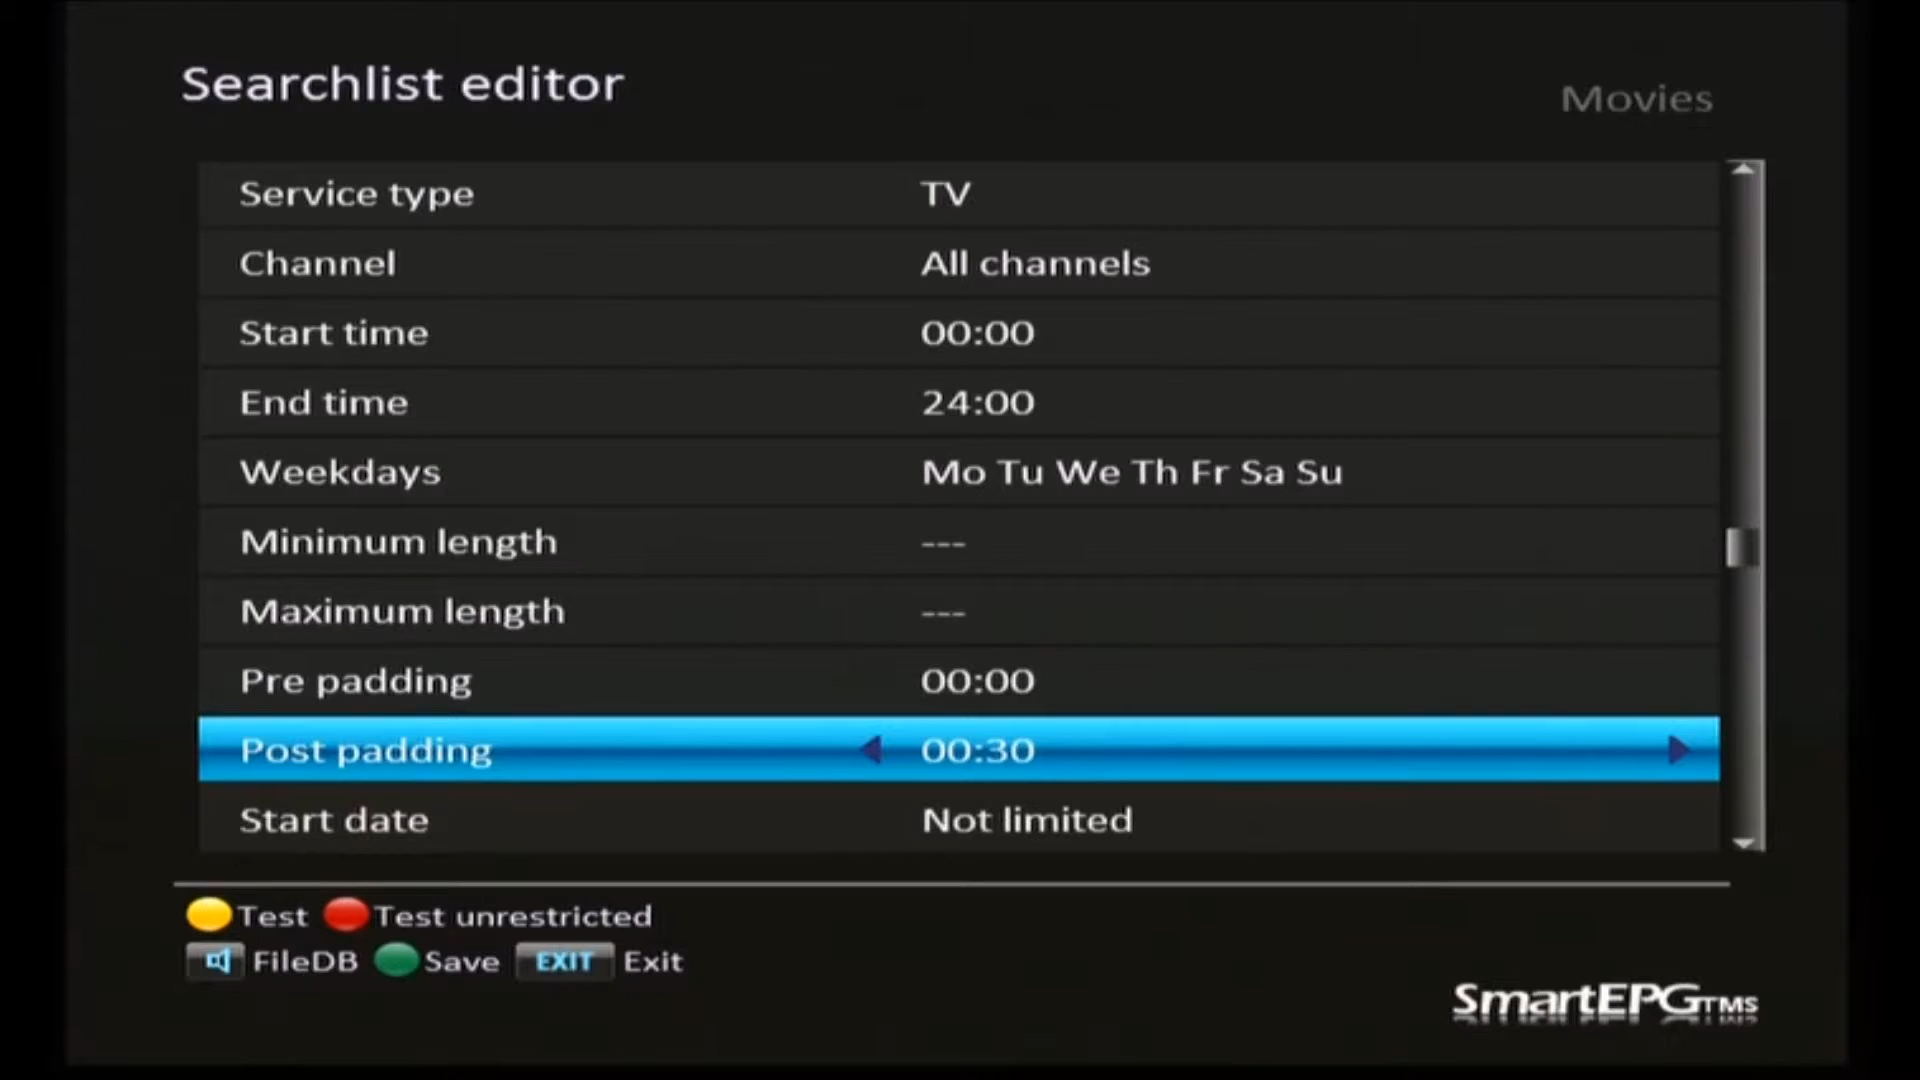 Searchlist editor
Movies
Service type TV
Channel All channels
Start time 00:00
End time 24:00
Weekdays Mo Tu We Th Fr Sa Su
Minimum length ---
Maximum length ---
Pre padding 00:00
Post padding 00:30
Start date Not limited
Test Test unrestricted
FileDB Save EXIT Exit
SmartEPG TMS